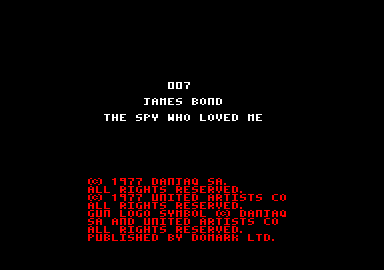 007
JAMES BOND
THE SPY WHO LOVED ME
© 1977 DANJAQ SA.
ALL RIGHTS RESERVED.
© 1977 UNITED ARTISTS CO
ALL RIGHTS RESERVED.
GUN LOGO SYMBOL © DANJAQ
SA AND UNITED ARTISTS CO
ALL RIGHTS RESERVED.
PUBLISHED BY DOMARK LTD.